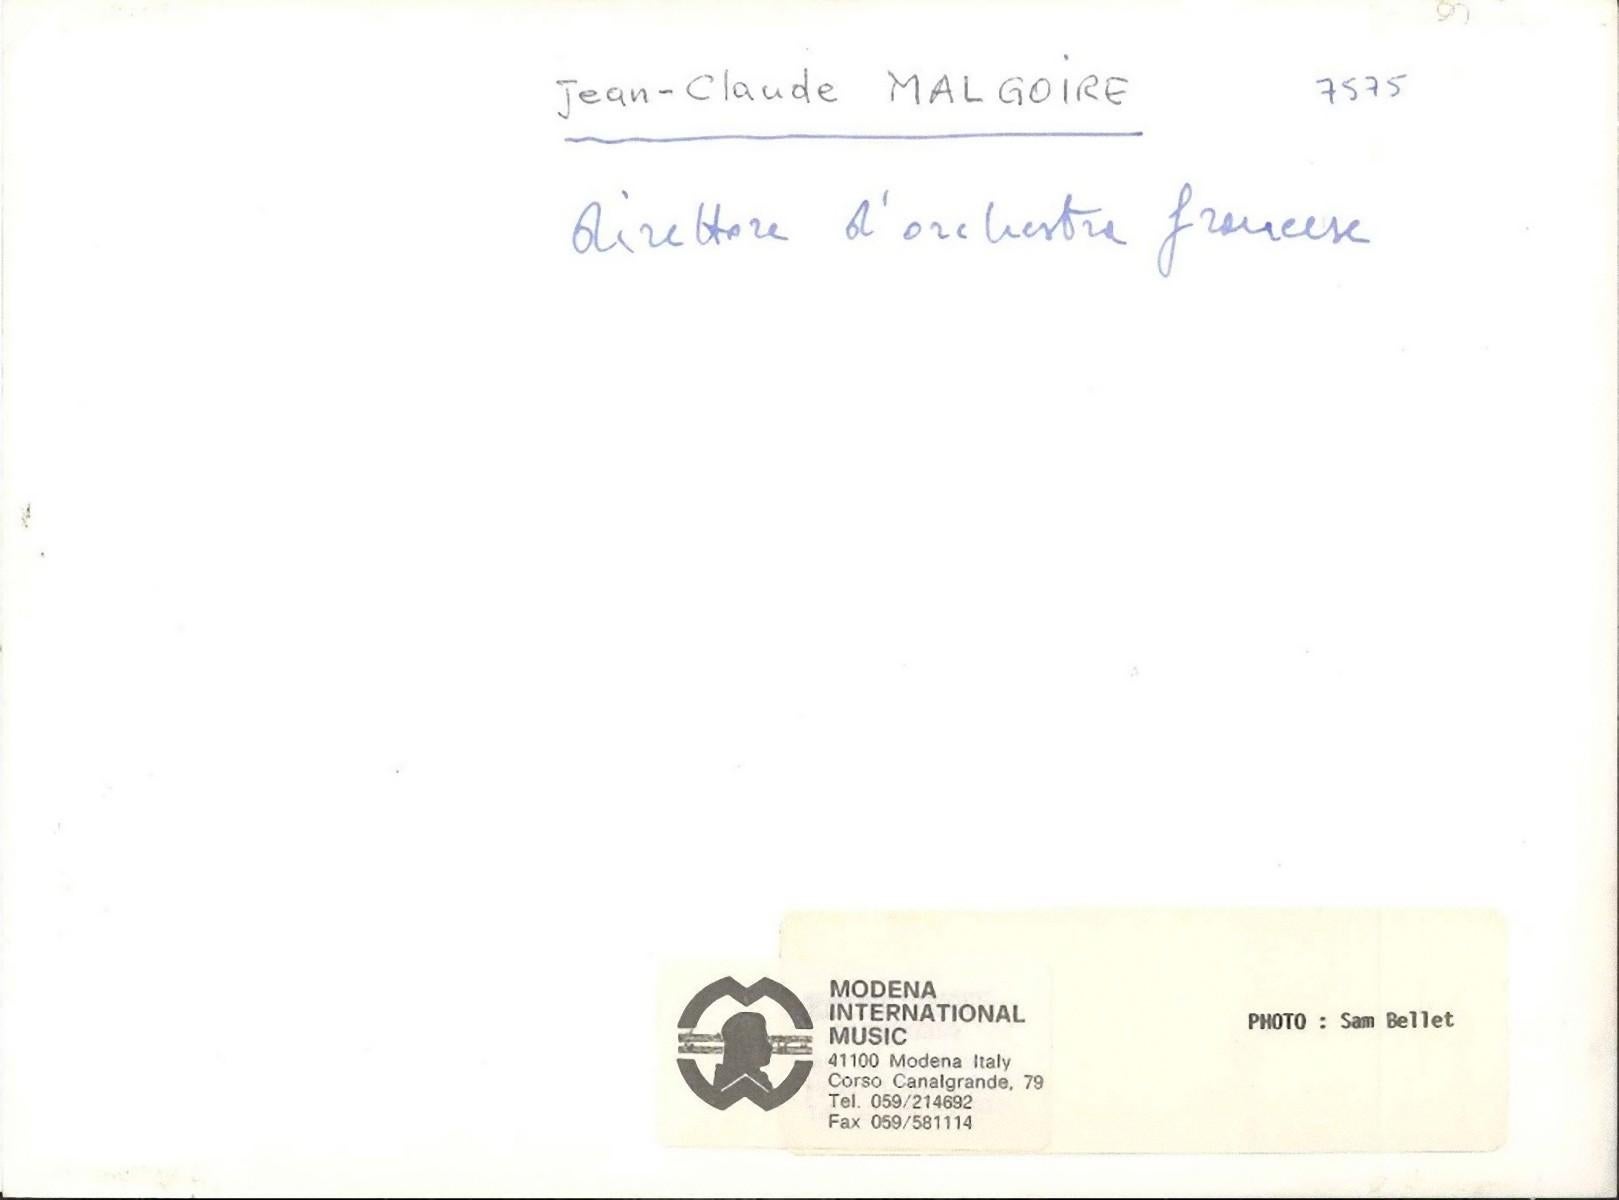 Jean-Claude MALGOIRE 7575
direttore d'orchestra francese
MODENA
INTERNATIONAL
MUSIC
41100 Modena Italy
Corso Canalgrande, 79
Tel. 059/214692
Fax 059/581114
PHOTO : Sam Bellet